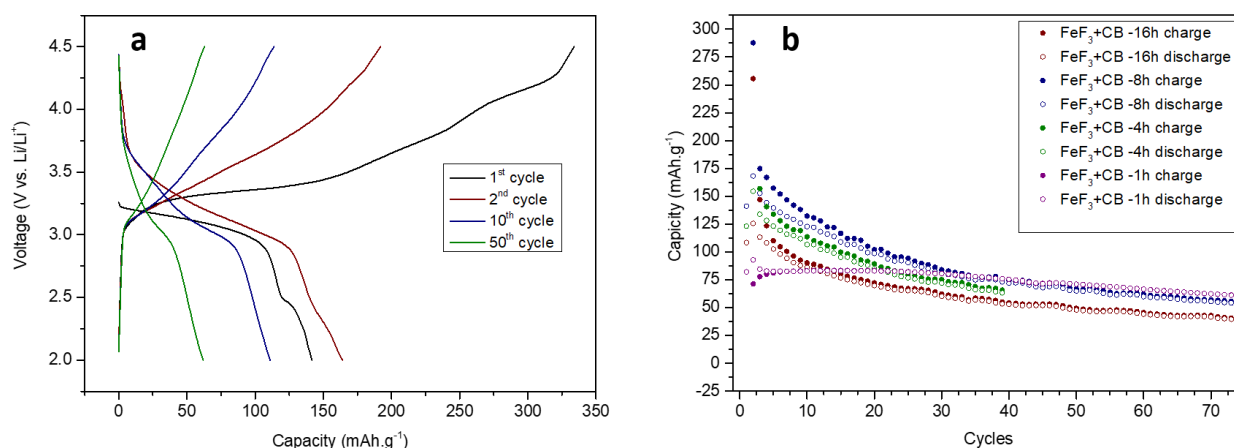 a
4.5
4.0
3.5
3.0
2.5
2.0
Voltage (V vs. Li/Li⁺)
1ˢᵗ cycle
2ⁿᵈ cycle
10ᵗʰ cycle
50ᵗʰ cycle
0 50 100 150 200 250 300 350
Capacity (mAh.g⁻¹)
b
300
275
250
225
200
175
150
125
100
75
50
25
0
-25
Capicity (mAh.g⁻¹)
FeF₃+CB -16h charge
FeF₃+CB -16h discharge
FeF₃+CB -8h charge
FeF₃+CB -8h discharge
FeF₃+CB -4h charge
FeF₃+CB -4h discharge
FeF₃+CB -1h charge
FeF₃+CB -1h discharge
0 10 20 30 40 50 60 70
Cycles